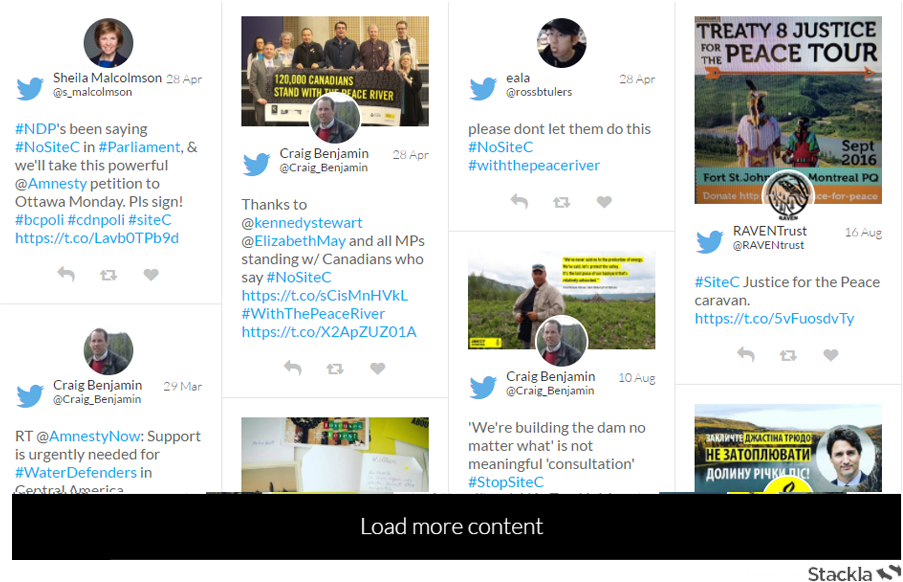 Sheila Malcolmson 28 Apr
@s_malcolmson
#NDP's been saying
#NoSiteC in #Parliament, &
we'll take this powerful
@Amnesty petition to
Ottawa Monday. Pls sign!
#bcpoli #cdnpoli #siteC
https://t.co/Lavb0TPb9d
Craig Benjamin 29 Mar
@Craig_Benjamin
RT @AmnestyNow: Support
is urgently needed for
#WaterDefenders in
Central America
120,000 CANADIANS
STAND WITH THE PEACE RIVER
Craig Benjamin 28 Apr
@Craig_Benjamin
Thanks to
@kennedystewart
@ElizabethMay and all MPs
standing w/ Canadians who
say #NoSiteC
https://t.co/sCisMnHVkL
#WithThePeaceRiver
https://t.co/X2ApZUZ01A
eala 28 Apr
@rossbtulers
please dont let them do this
#NoSiteC
#withthepeaceriver
Craig Benjamin 10 Aug
@Craig_Benjamin
'We're building the dam no
matter what' is not
meaningful 'consultation'
#StopSiteC
TREATY 8 JUSTICE
FOR THE PEACE TOUR
Sept
2016
Fort St. John Montreal PQ
Donate http -for-peace
RAVEN
RAVENTrust 16 Aug
@RAVENtrust
#SiteC Justice for the Peace
caravan.
https://t.co/5vFuosdvTy
ЗАКЛИЧТЕ ДЖАСТІНА ТРЮДО
НЕ ЗАТОПЛЮВАТИ
ДОЛИНУ РІЧКИ ПІС!
Load more content
Stackla